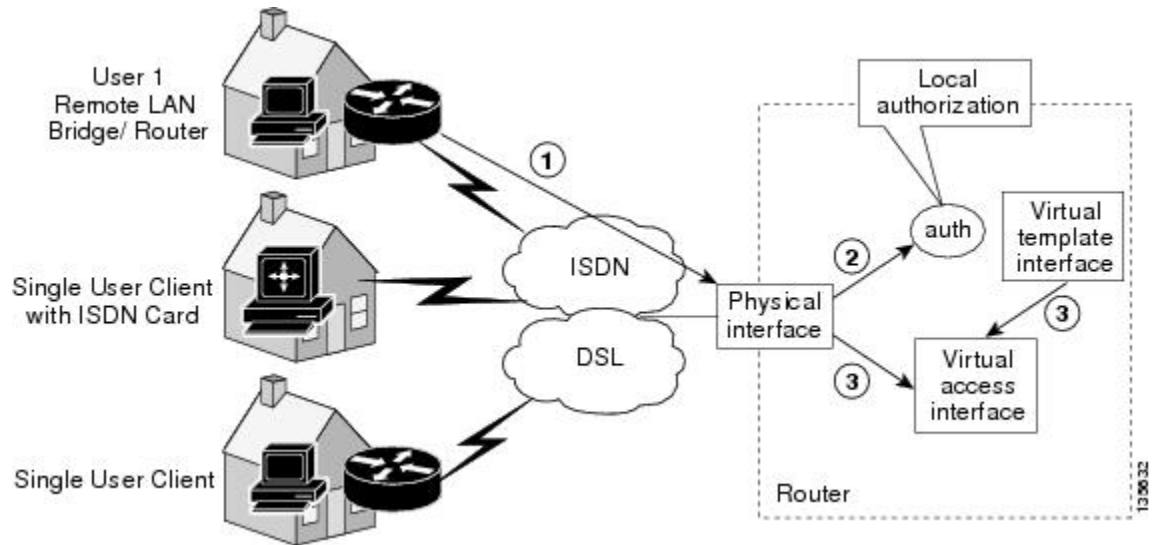 User 1
Remote LAN
Bridge/ Router
Single User Client
with ISDN Card
Single User Client
1
ISDN
DSL
Physical
interface
2
3
Local
authorization
auth
Virtual
template
interface
3
Virtual
access
interface
Router
135632